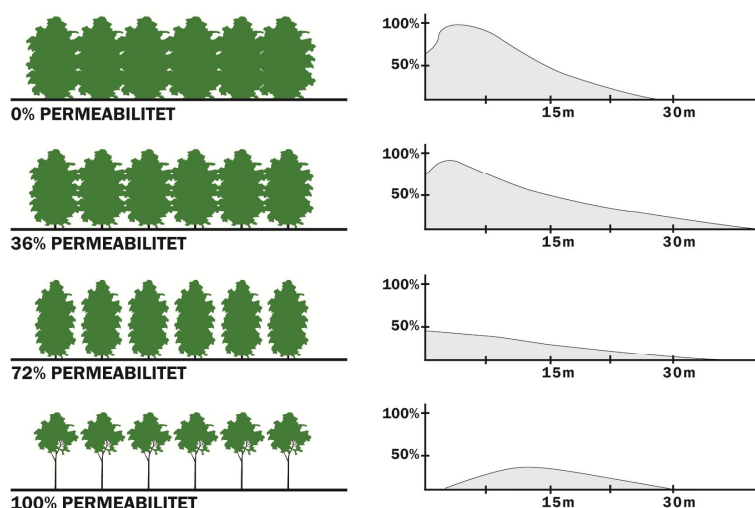 100%
50%
15m 30m
0% PERMEABILITET
100%
50%
15m 30m
36% PERMEABILITET
100%
50%
15m 30m
72% PERMEABILITET
100%
50%
15m 30m
100% PERMEABILITET